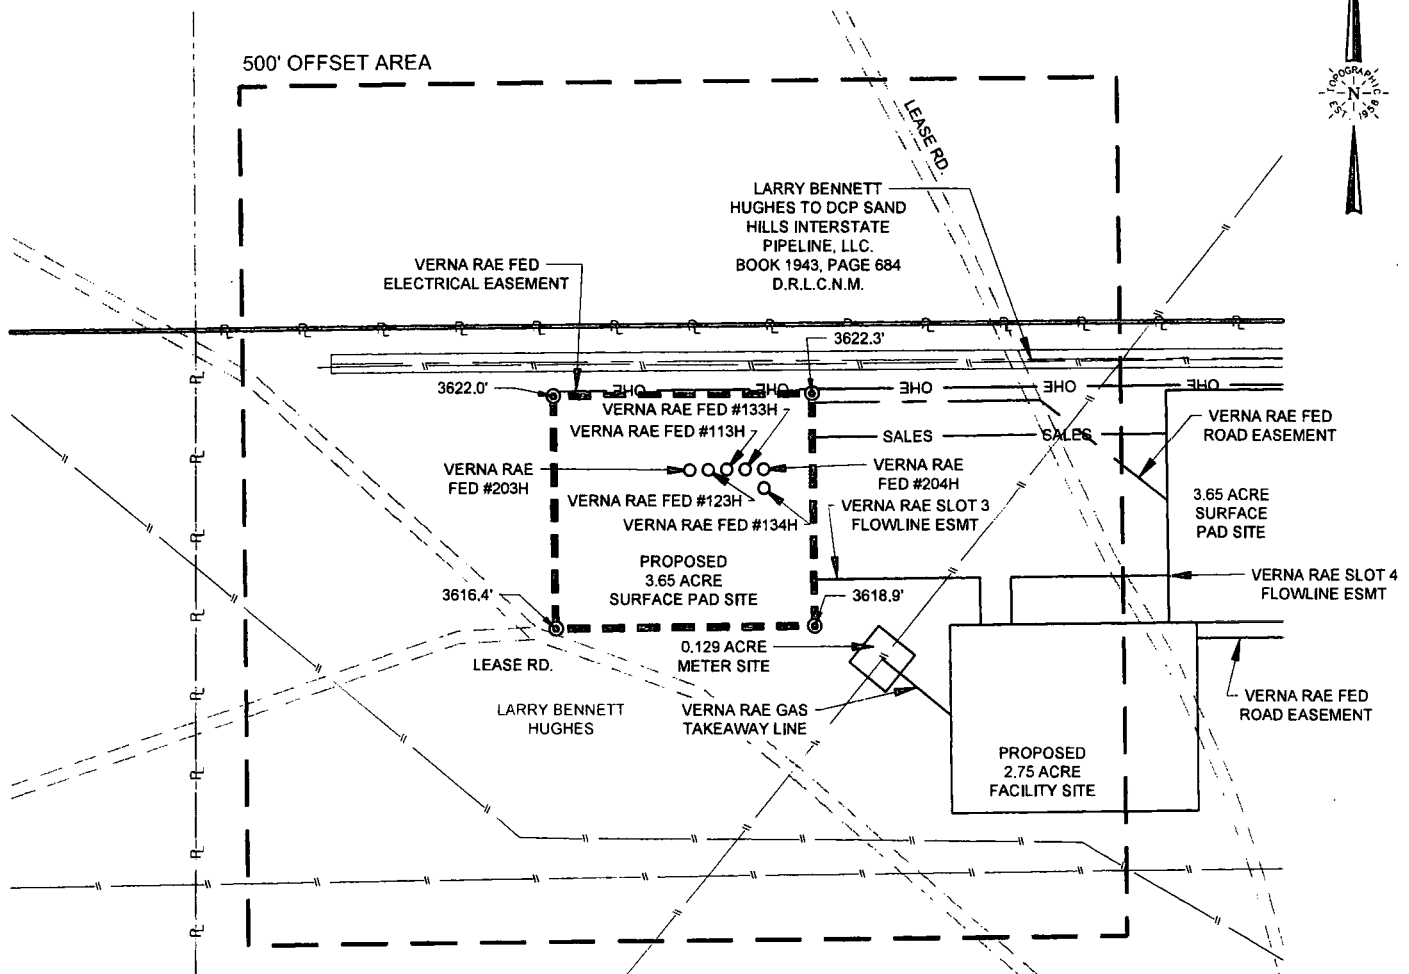 500' OFFSET AREA
TOPOGRAPHIC
N
EST. 1958
LEASE RD.
LARRY BENNETT
HUGHES TO DCP SAND
HILLS INTERSTATE
PIPELINE, LLC.
BOOK 1943, PAGE 684
D.R.L.C.N.M.
VERNA RAE FED
ELECTRICAL EASEMENT
3622.3'
3622.0'
OHE
OHE
OHE
OHE
OHE
VERNA RAE FED #133H
VERNA RAE FED #113H
SALES
SALES
VERNA RAE FED
ROAD EASEMENT
VERNA RAE
FED #203H
VERNA RAE
FED #204H
VERNA RAE FED #123H
VERNA RAE FED #134H
VERNA RAE SLOT 3
FLOWLINE ESMT
3.65 ACRE
SURFACE
PAD SITE
PROPOSED
3.65 ACRE
SURFACE PAD SITE
VERNA RAE SLOT 4
FLOWLINE ESMT
3616.4'
3618.9'
LEASE RD.
0.129 ACRE
METER SITE
LARRY BENNETT
HUGHES
VERNA RAE GAS
TAKEAWAY LINE
VERNA RAE FED
ROAD EASEMENT
PROPOSED
2.75 ACRE
FACILITY SITE